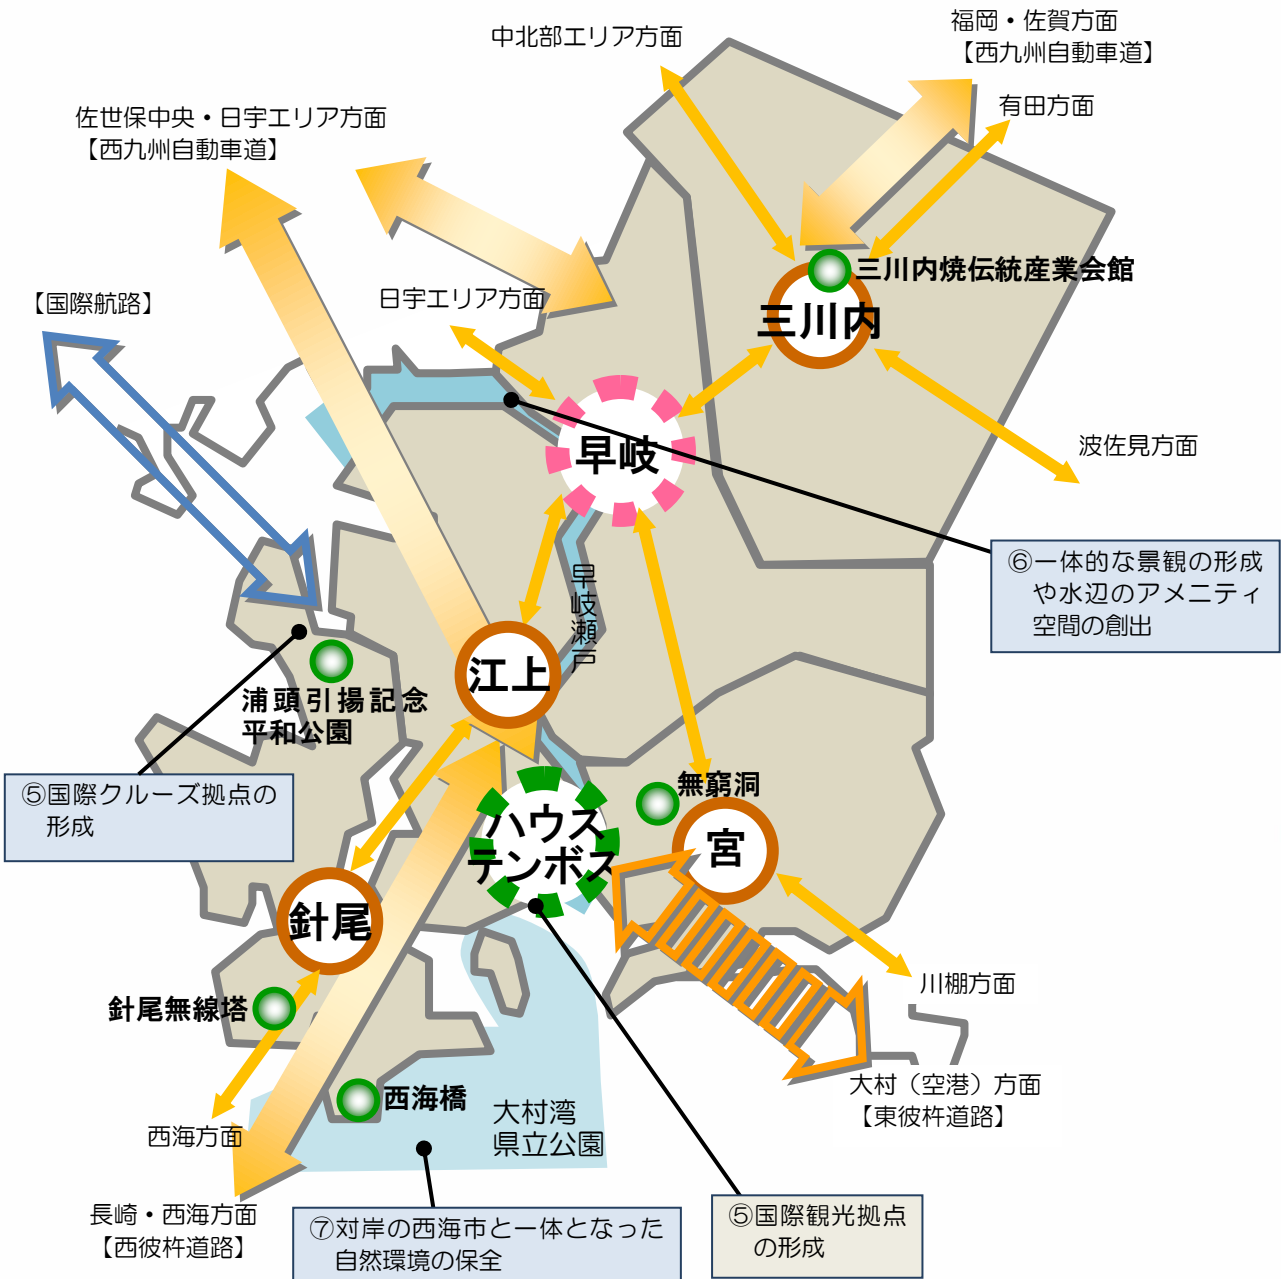 中北部エリア方面
福岡・佐賀方面
【西九州自動車道】
有田方面
佐世保中央・日宇エリア方面
【西九州自動車道】
三川内焼伝統産業会館
三川内
【国際航路】
日宇エリア方面
早岐
波佐見方面
⑥一体的な景観の形成
や水辺のアメニティ
空間の創出
早岐瀬戸
江上
浦頭引揚記念
平和公園
⑤国際クルーズ拠点の
形成
無窮洞
ハウス
テンボス
宮
針尾
川棚方面
針尾無線塔
大村（空港）方面
【東彼杵道路】
西海橋
大村湾
県立公園
西海方面
長崎・西海方面
【西彼杵道路】
⑦対岸の西海市と一体となった
自然環境の保全
⑤国際観光拠点
の形成